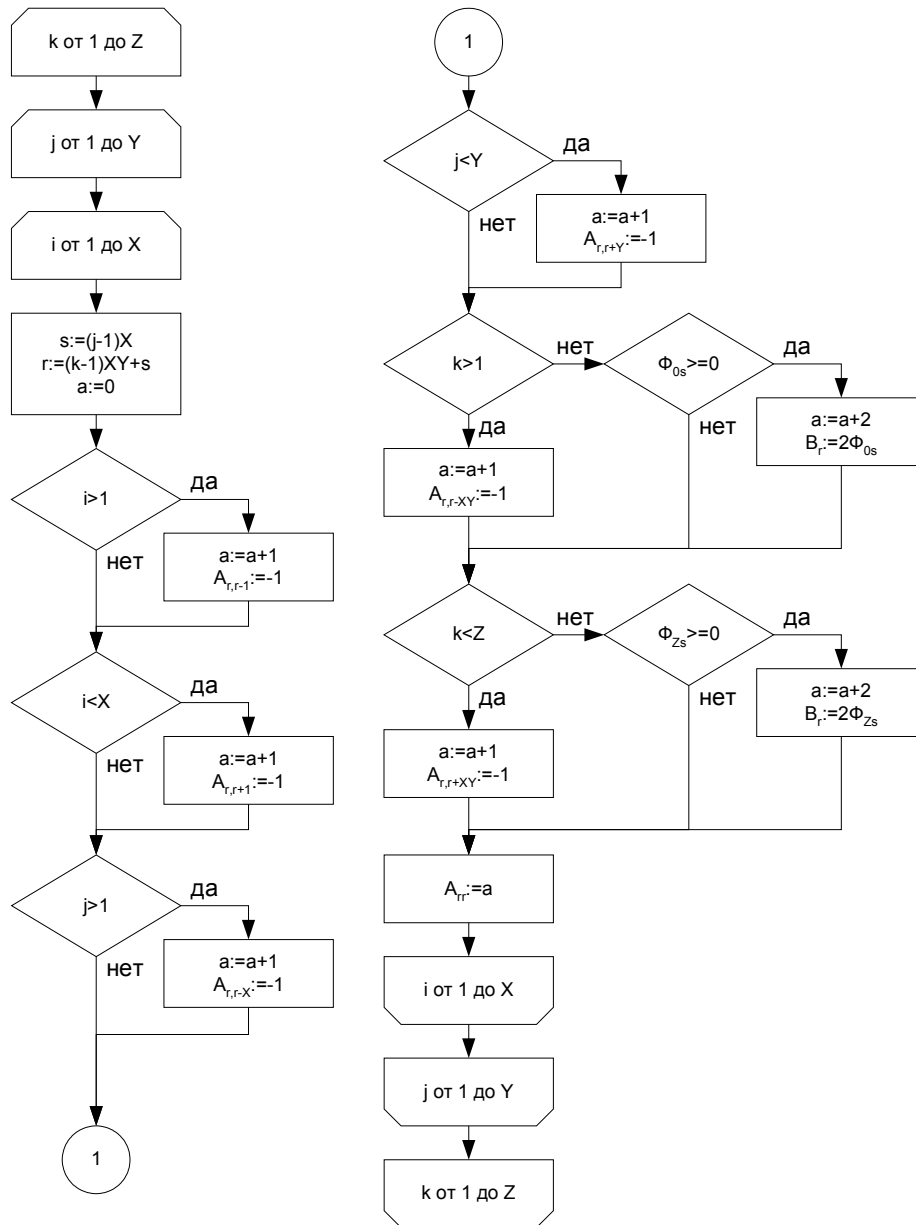 k от 1 до Z
j от 1 до Y
i от 1 до X
s:=(j-1)X
r:=(k-1)XY+s
a:=0
i>1
да
нет
a:=a+1
A_{r,r-1}:=-1
i<X
да
нет
a:=a+1
A_{r,r+1}:=-1
j>1
да
нет
a:=a+1
A_{r,r-X}:=-1
1
1
j<Y
да
нет
a:=a+1
A_{r,r+Y}:=-1
k>1
нет
да
Φ_{0s}>=0
да
нет
a:=a+2
B_r:=2Φ_{0s}
a:=a+1
A_{r,r-XY}:=-1
k<Z
нет
да
Φ_{Zs}>=0
да
нет
a:=a+2
B_r:=2Φ_{Zs}
a:=a+1
A_{r,r+XY}:=-1
A_{rr}:=a
i от 1 до X
j от 1 до Y
k от 1 до Z